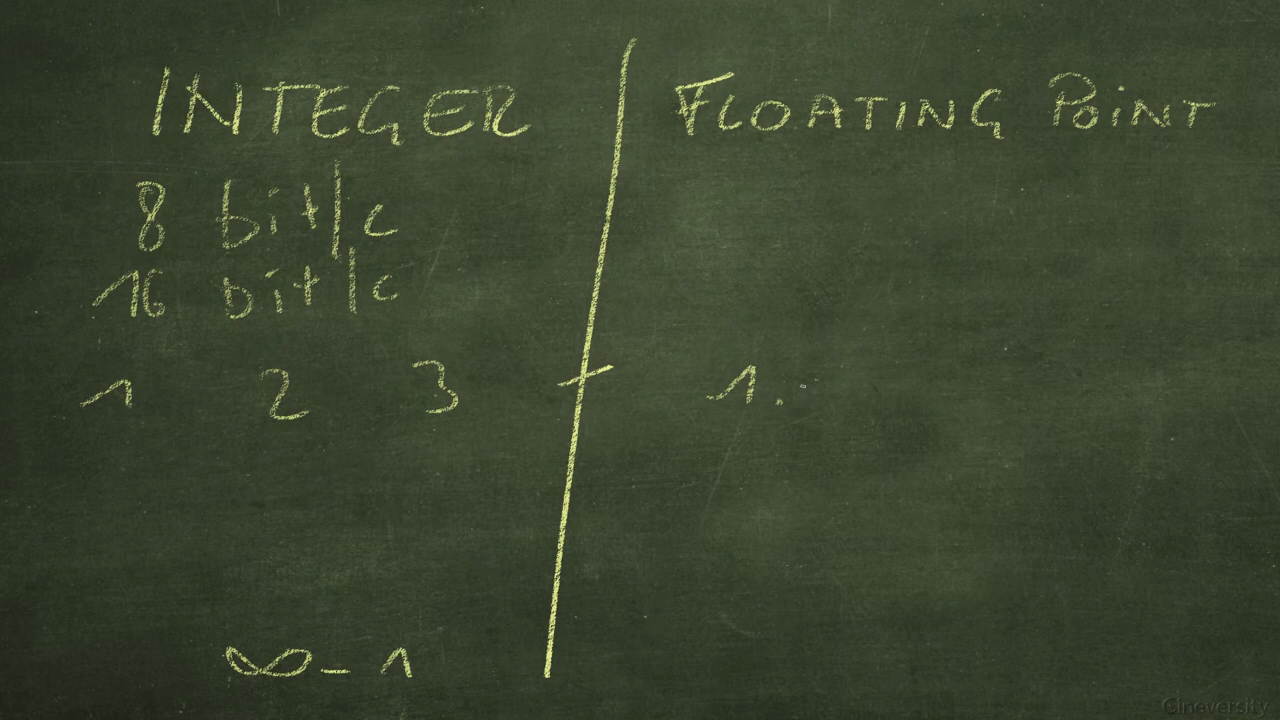 INTEGER
FLOATING POINT
8 bit/c
16 bit/c
1 2 3
1.
∞-1
Cineversity